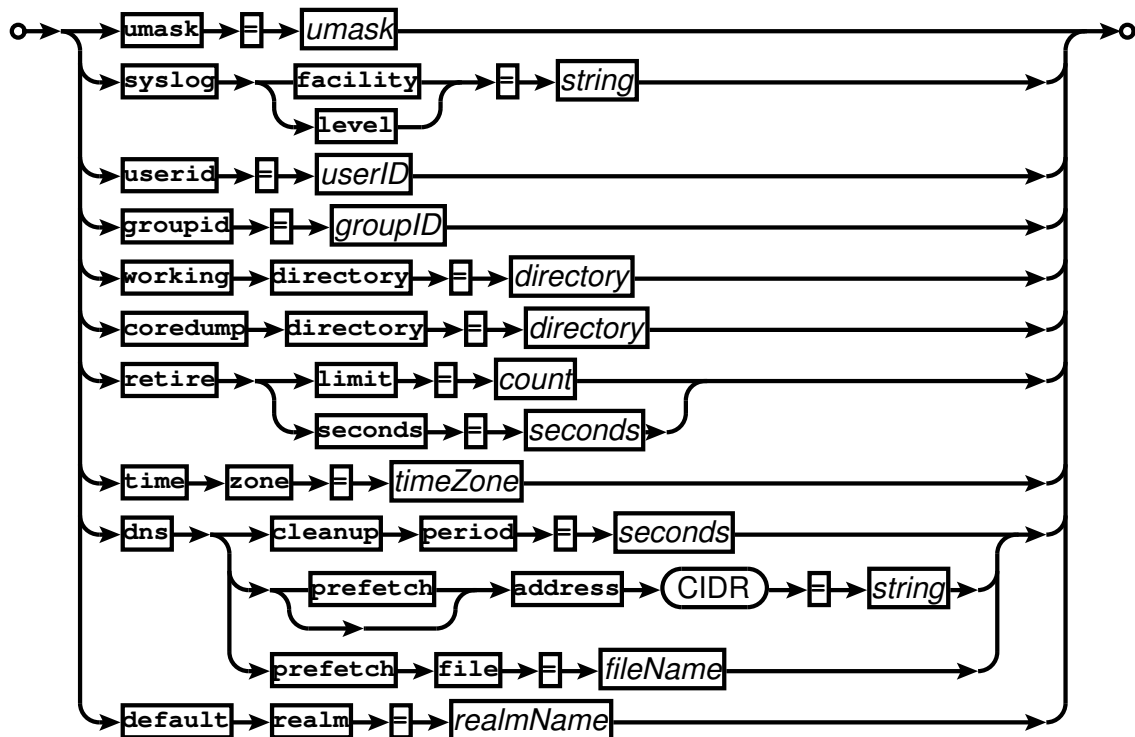 umask = umask
syslog facility = string
level
userid = userID
groupid = groupID
working directory = directory
coredump directory = directory
retire limit = count
seconds = seconds
time zone = timeZone
dns cleanup period = seconds
prefetch address CIDR = string
prefetch file = fileName
default realm = realmName